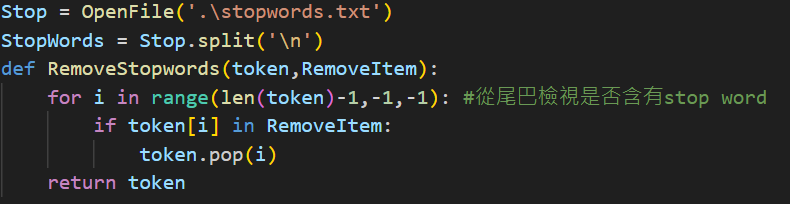 Stop = OpenFile('.\stopwords.txt')
StopWords = Stop.split('\n')
def RemoveStopwords(token,RemoveItem):
    for i in range(len(token)-1,-1,-1): #從尾巴檢視是否含有stop word
        if token[i] in RemoveItem:
            token.pop(i)
    return token